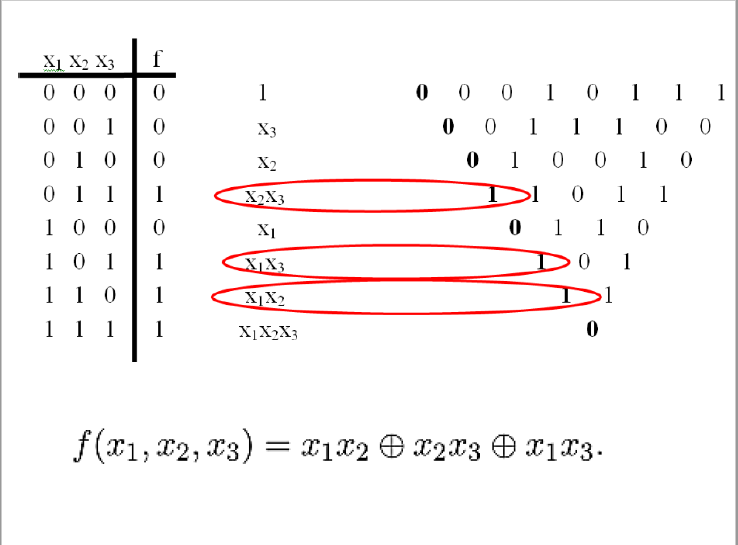 x₁ x₂ x₃ f
0 0 0 0 1 0 0 0 1 0 1 1 1
0 0 1 0 x₃ 0 0 1 1 1 0 0
0 1 0 0 x₂ 0 1 0 0 1 0
0 1 1 1 x₂x₃ 1 1 0 1 1
1 0 0 0 x₁ 0 1 1 0
1 0 1 1 x₁x₃ 1 0 1
1 1 0 1 x₁x₂ 1 1
1 1 1 1 x₁x₂x₃ 0
f(x₁, x₂, x₃) = x₁x₂ ⊕ x₂x₃ ⊕ x₁x₃.